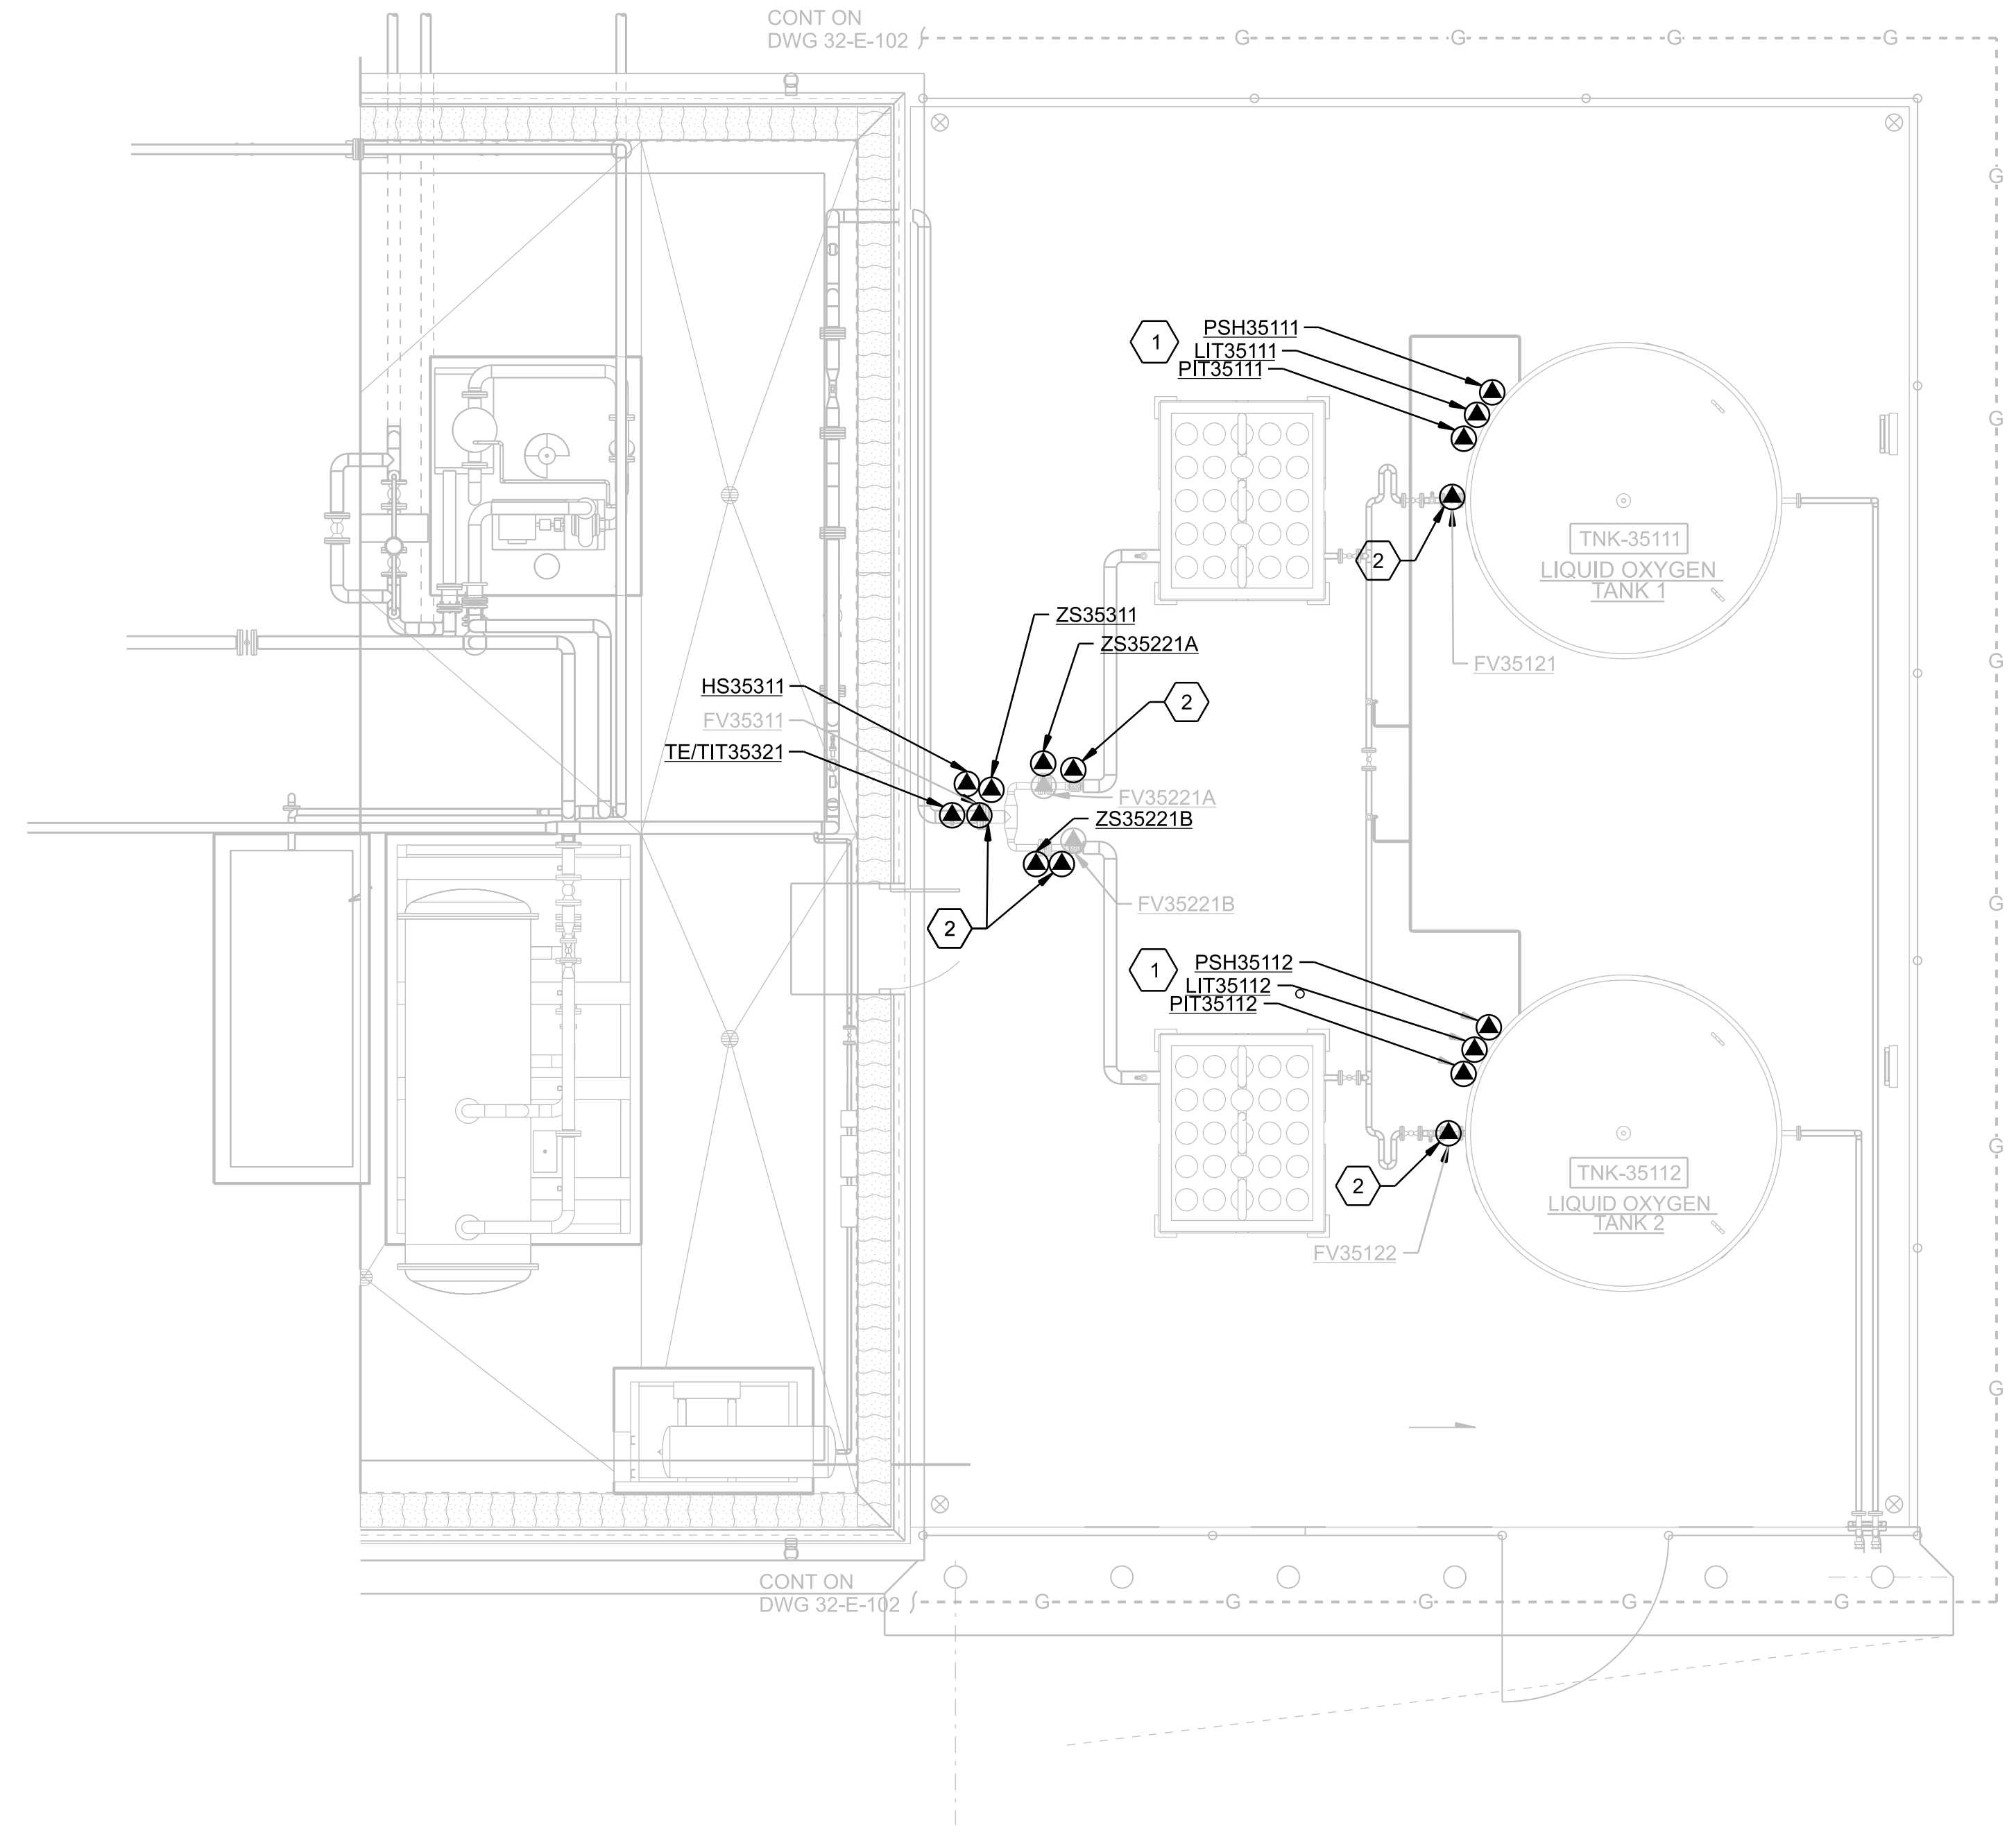 CONT ON
DWG 32-E-102
G
G
G
G
G
PSH35111
1
LIT35111
PIT35111
G
TNK-35111
2
LIQUID OXYGEN
TANK 1
ZS35311
ZS35221A
FV35121
G
HS35311
2
FV35311
TE/TIT35321
FV35221A
ZS35221B
FV35221B
G
2
1
PSH35112
LIT35112
PIT35112
G
TNK-35112
2
LIQUID OXYGEN
TANK 2
FV35122
G
CONT ON
DWG 32-E-102
G
G
G
G
G